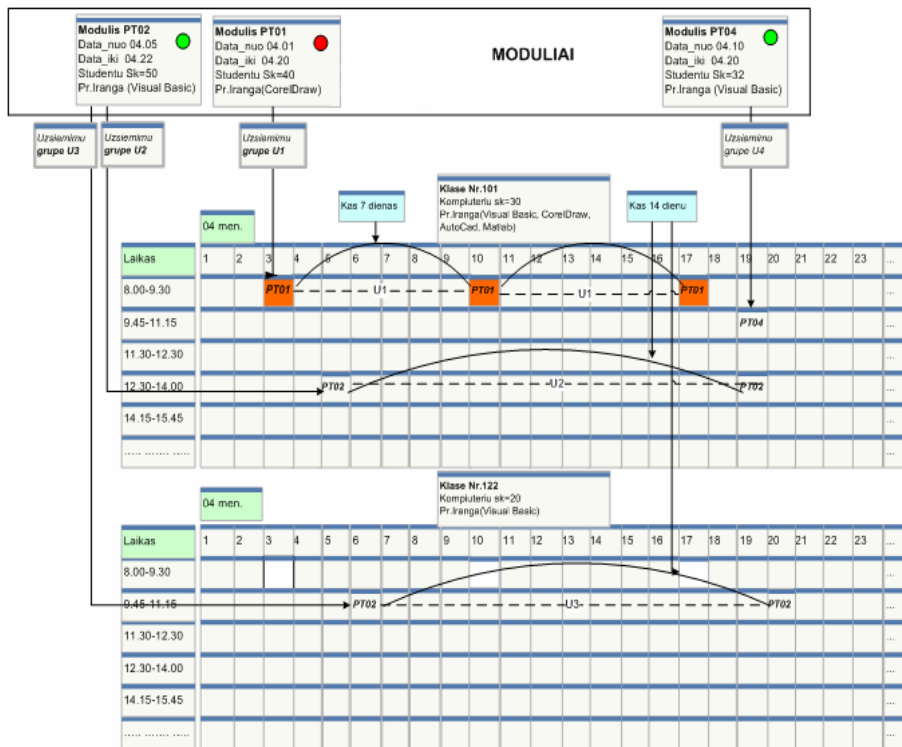 Modulis PT02
Data_nuo 04.05
Data_iki 04.22
Studentu Sk=50
Pr.Iranga (Visual Basic)
Modulis PT01
Data_nuo 04.01
Data_iki 04.20
Studentu Sk=40
Pr.Iranga(CorelDraw)
MODULIAI
Modulis PT04
Data_nuo 04.10
Data_iki 04.20
Studentu Sk=32
Pr.Iranga (Visual Basic)
Uzsiemimu
grupe U3
Uzsiemimu
grupe U2
Uzsiemimu
grupe U1
Uzsiemimu
grupe U4
Kas 7 dienas
Klase Nr.101
Kompiuteriu sk=30
Pr.Iranga(Visual Basic, CorelDraw,
AutoCad, Matlab)
Kas 14 dienu
04 men.
Laikas 1 2 3 4 5 6 7 8 9 10 11 12 13 14 15 16 17 18 19 20 21 22 23 ...
8.00-9.30 PT01 U1 PT01 U1 PT01 ...
9.45-11.15 PT04 ...
11.30-12.30 ...
12.30-14.00 PT02 U2 PT02 ...
14.15-15.45 ...
..... ........ ..... ...
Klase Nr.122
Kompiuteriu sk=20
Pr.Iranga(Visual Basic)
04 men.
Laikas 1 2 3 4 5 6 7 8 9 10 11 12 13 14 15 16 17 18 19 20 21 22 23 ...
8.00-9.30 ...
9.45-11.15 PT02 U3 PT02 ...
11.30-12.30 ...
12.30-14.00 ...
14.15-15.45 ...
..... ........ ..... ...